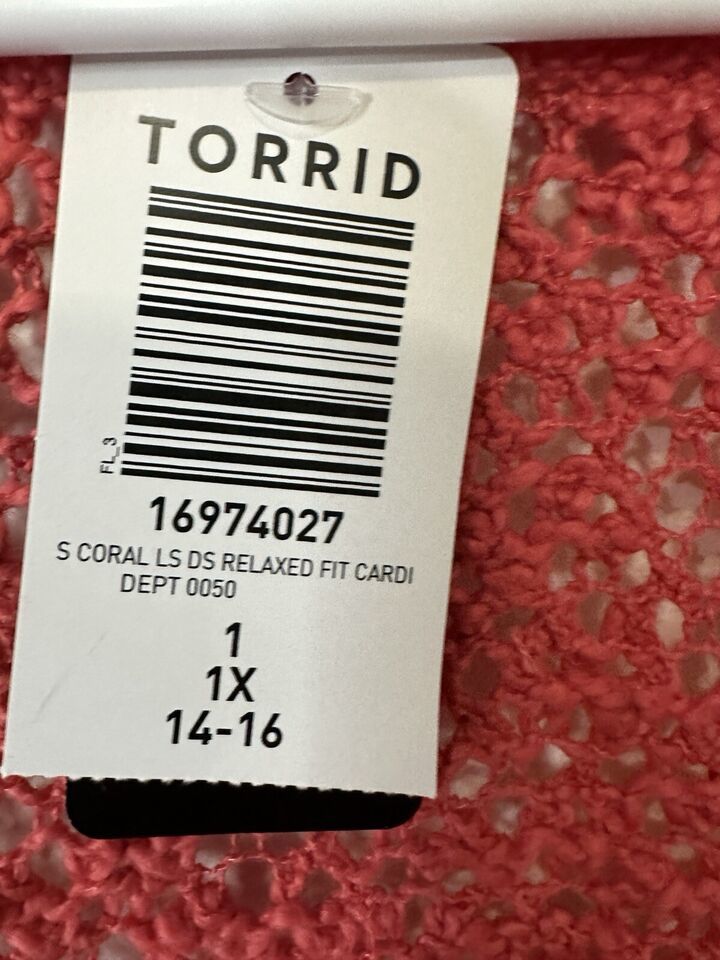 TORRID
FL_3
16974027
S CORAL LS DS RELAXED FIT CARDI
DEPT 0050
1
1X
14-16